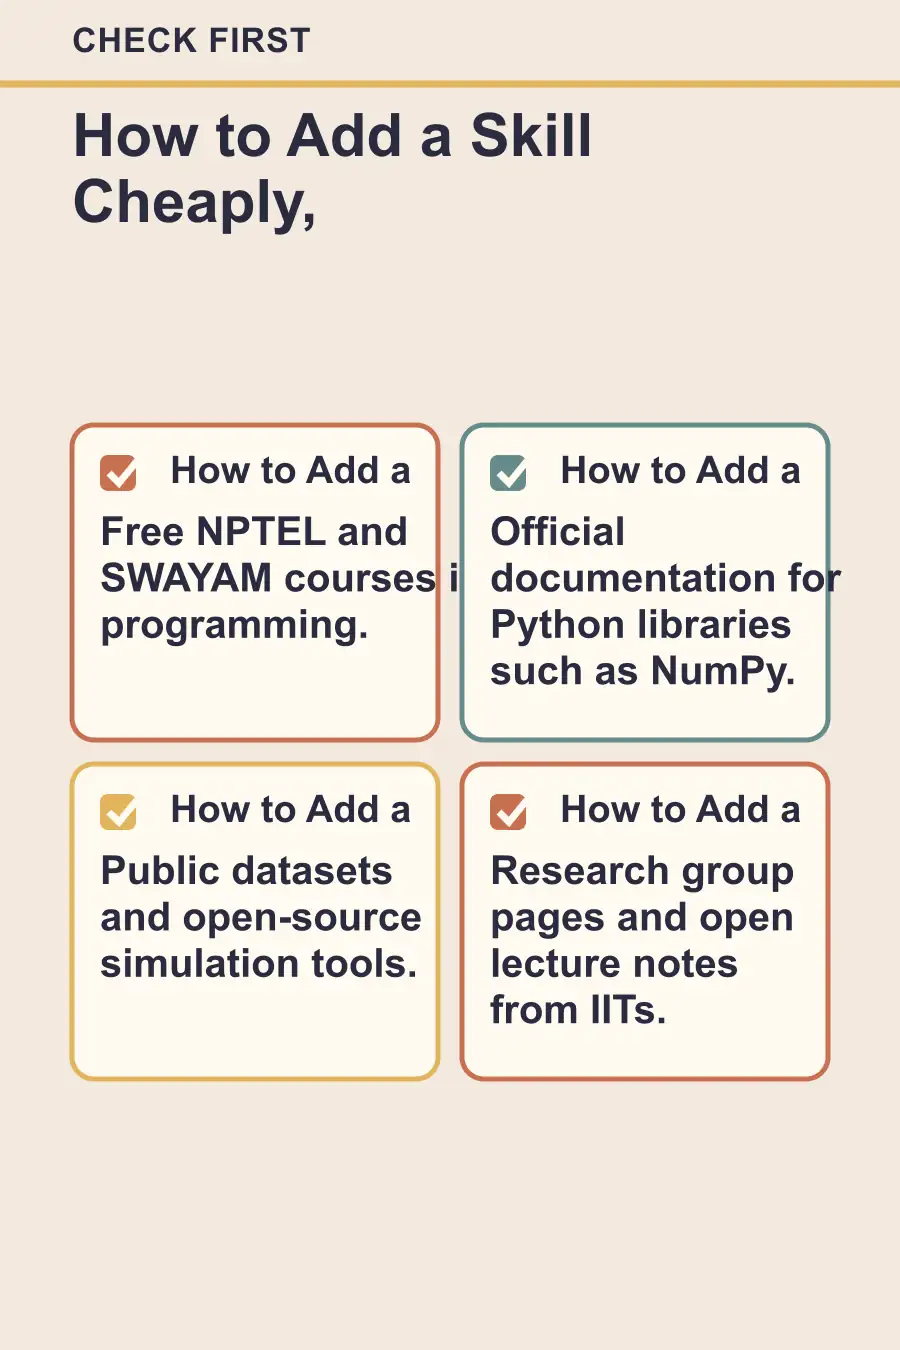 CHECK FIRST
How to Add a Skill
Cheaply,
How to Add a
Free NPTEL and
SWAYAM courses i
programming.
How to Add a
Official
documentation for
Python libraries
such as NumPy.
How to Add a
Public datasets
and open-source
simulation tools.
How to Add a
Research group
pages and open
lecture notes
from IITs.